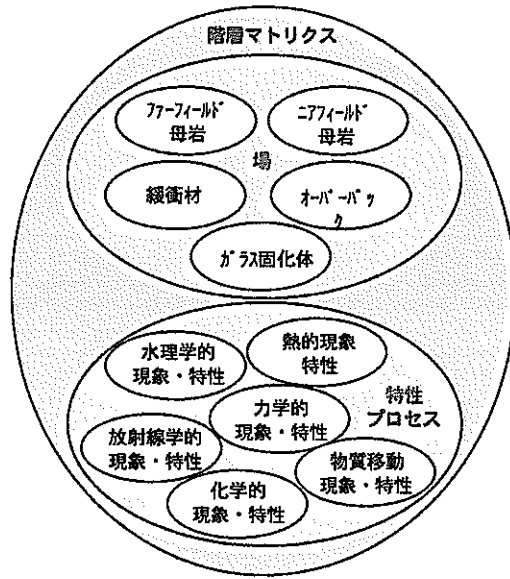 階層マトリクス
ﾌｧｰﾌｨｰﾙﾄﾞ
母岩
ﾆｱﾌｨｰﾙﾄﾞ
母岩
場
緩衝材
ｵｰﾊﾞｰﾊﾟｯ
ｸ
ｶﾞﾗｽ固化体
水理学的
現象・特性
熱的現象
特性
力学的
現象・特性
特性
プロセス
放射線学的
現象・特性
物質移動
現象・特性
化学的
現象・特性